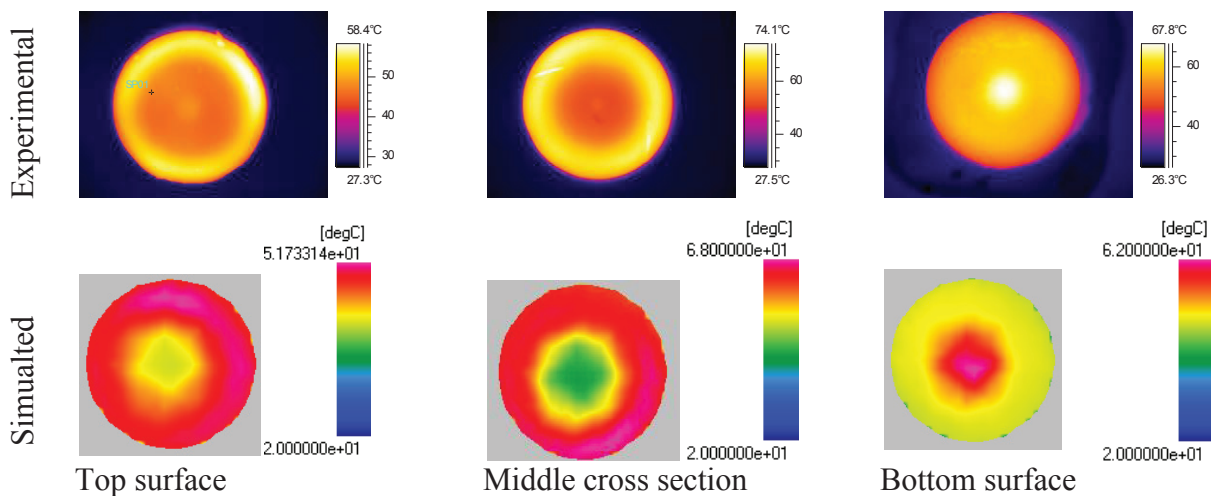 Experimental
58.4°C
50
40
30
27.3°C
SP01
74.1°C
60
40
27.5°C
67.8°C
60
40
26.3°C
Simualted
[degC]
5.173314e+01
2.000000e+01
[degC]
6.800000e+01
2.000000e+01
[degC]
6.200000e+01
2.000000e+01
Top surface
Middle cross section
Bottom surface